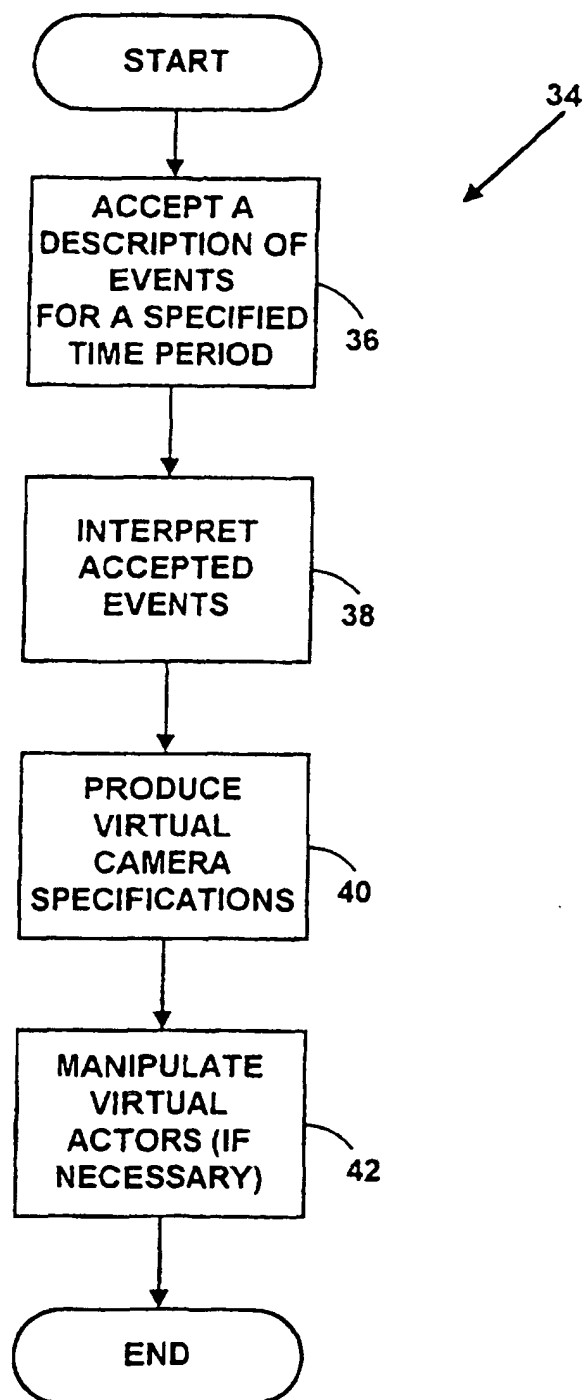 START
34
ACCEPT A
DESCRIPTION OF
EVENTS
FOR A SPECIFIED
TIME PERIOD
36
INTERPRET
ACCEPTED
EVENTS
38
PRODUCE
VIRTUAL
CAMERA
SPECIFICATIONS
40
MANIPULATE
VIRTUAL
ACTORS (IF
NECESSARY)
42
END